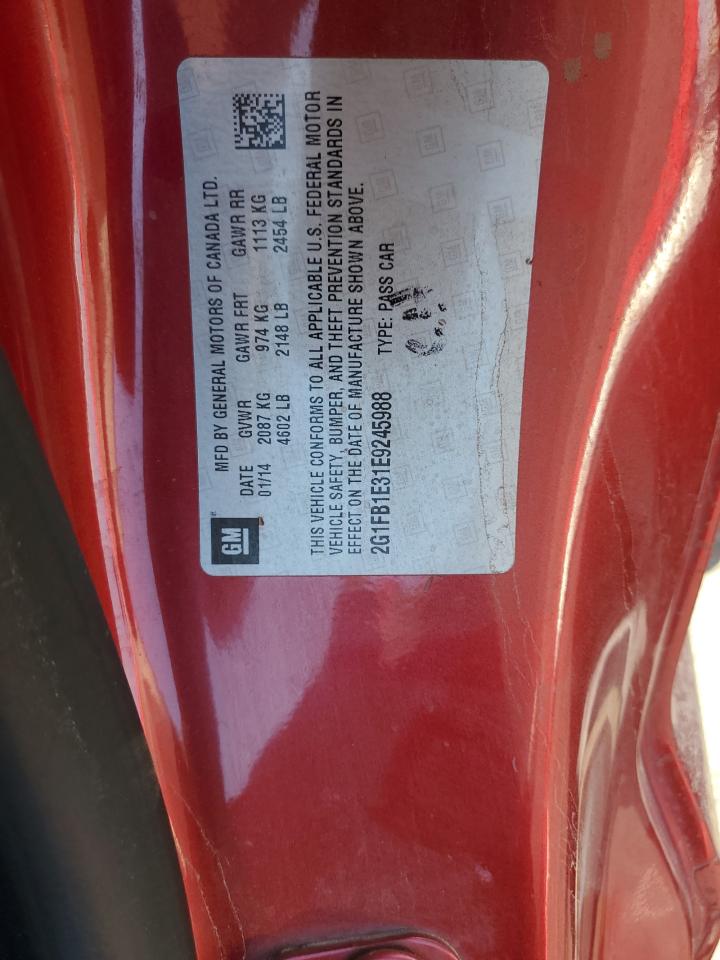 GM
MFD BY GENERAL MOTORS OF CANADA LTD.
DATE GVWR GAWR FRT GAWR RR
01/14 2087 KG 974 KG 1113 KG
4602 LB 2148 LB 2454 LB
THIS VEHICLE CONFORMS TO ALL APPLICABLE U.S. FEDERAL MOTOR
VEHICLE SAFETY, BUMPER, AND THEFT PREVENTION STANDARDS IN
EFFECT ON THE DATE OF MANUFACTURE SHOWN ABOVE.
2G1FB1E31E9245988 TYPE: PASS CAR